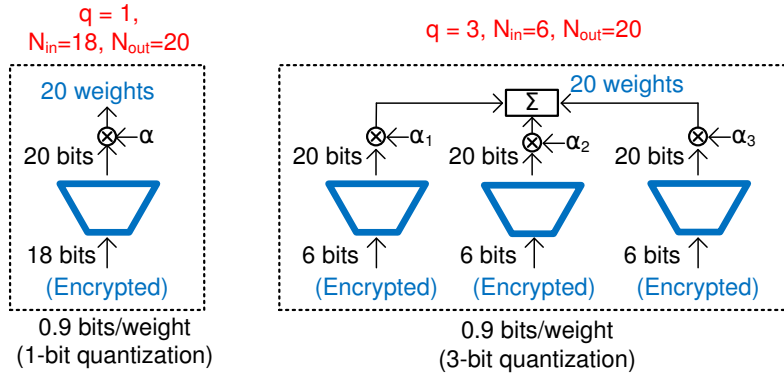 q = 1,
N_in=18, N_out=20
20 weights
α
20 bits
18 bits
(Encrypted)
0.9 bits/weight
(1-bit quantization)
q = 3, N_in=6, N_out=20
Σ
20 weights
α₁
α₂
α₃
20 bits
20 bits
20 bits
6 bits
6 bits
6 bits
(Encrypted)
(Encrypted)
(Encrypted)
0.9 bits/weight
(3-bit quantization)